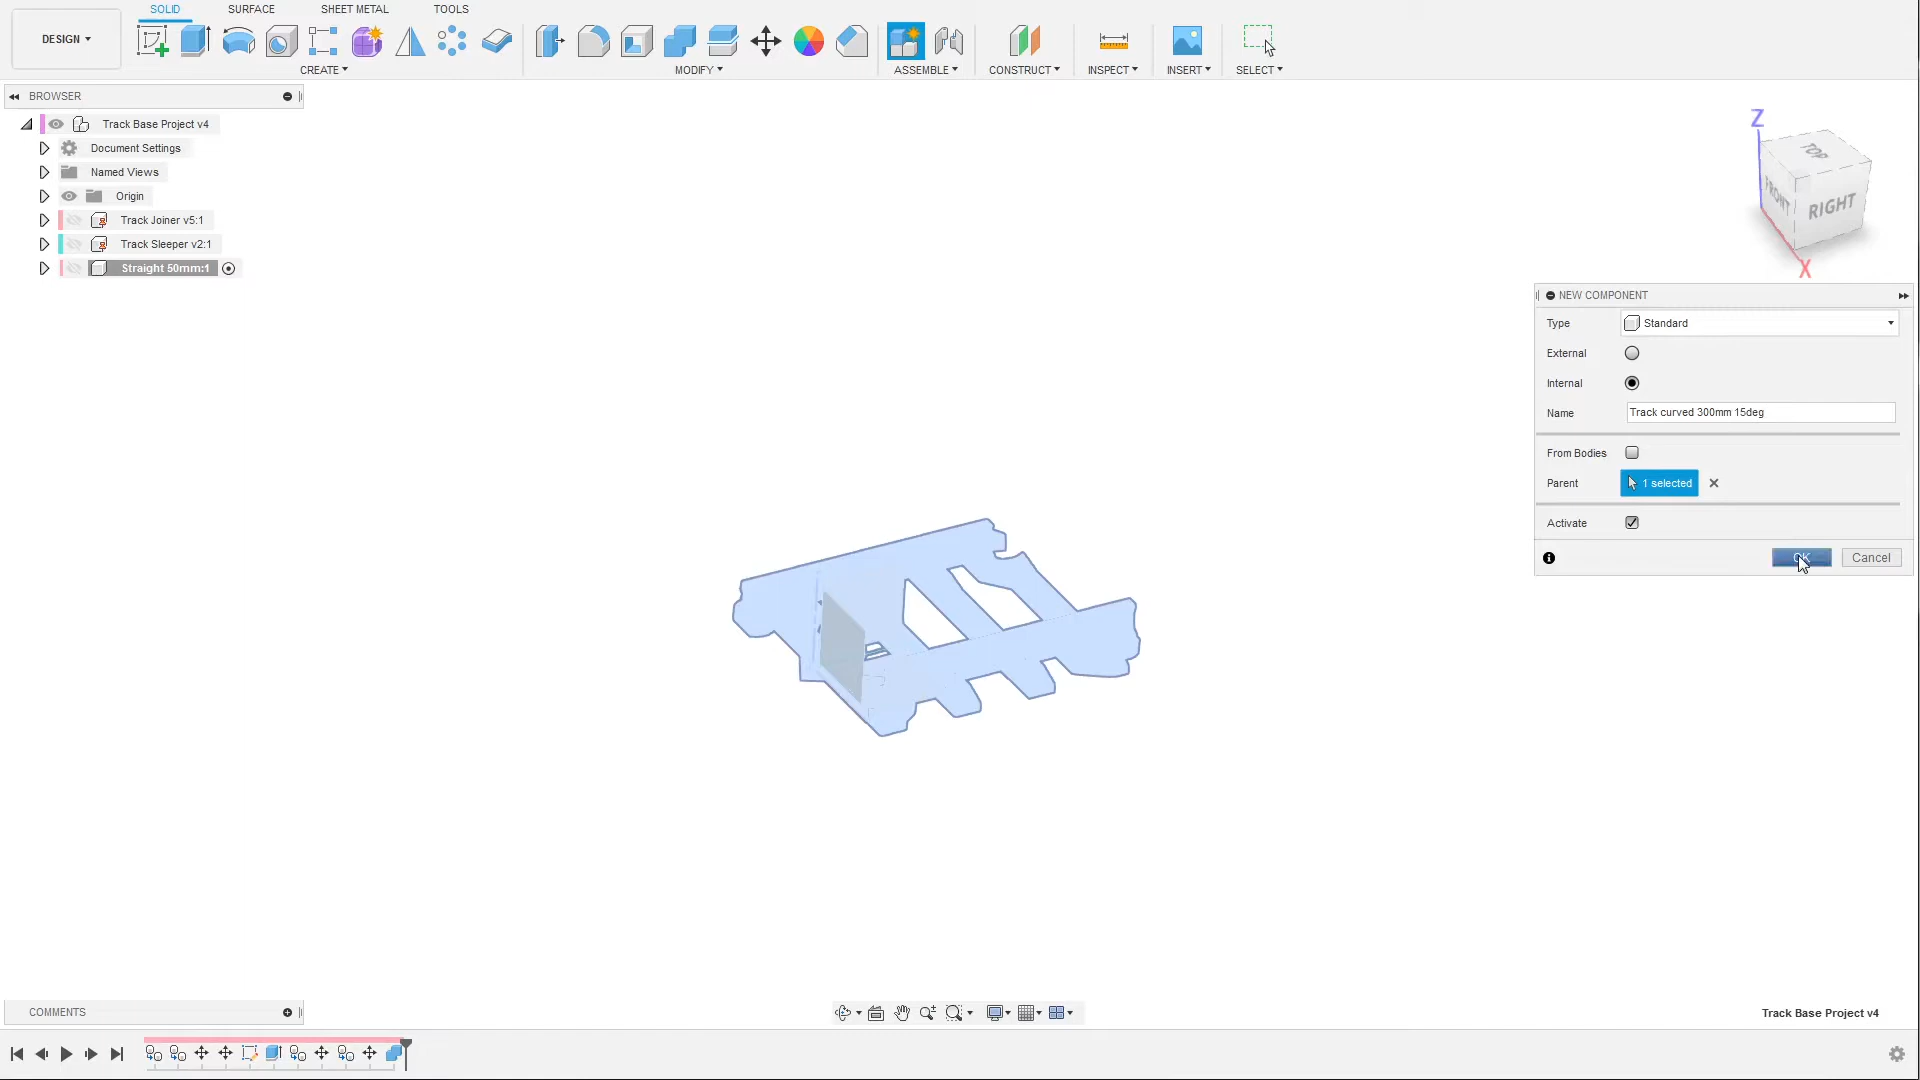 DESIGN
SOLID
SURFACE
SHEET METAL
TOOLS
CREATE
MODIFY
ASSEMBLE
CONSTRUCT
INSPECT
INSERT
SELECT
BROWSER
Track Base Project v4
Document Settings
Named Views
Origin
Track Joiner v5:1
Track Sleeper v2:1
Straight 50mm:1
Z
TOP
FRONT
RIGHT
X
NEW COMPONENT
Type
Standard
External
Internal
Name
Track curved 300mm 15deg
From Bodies
Parent
1 selected
Activate
OK
Cancel
COMMENTS
Track Base Project v4